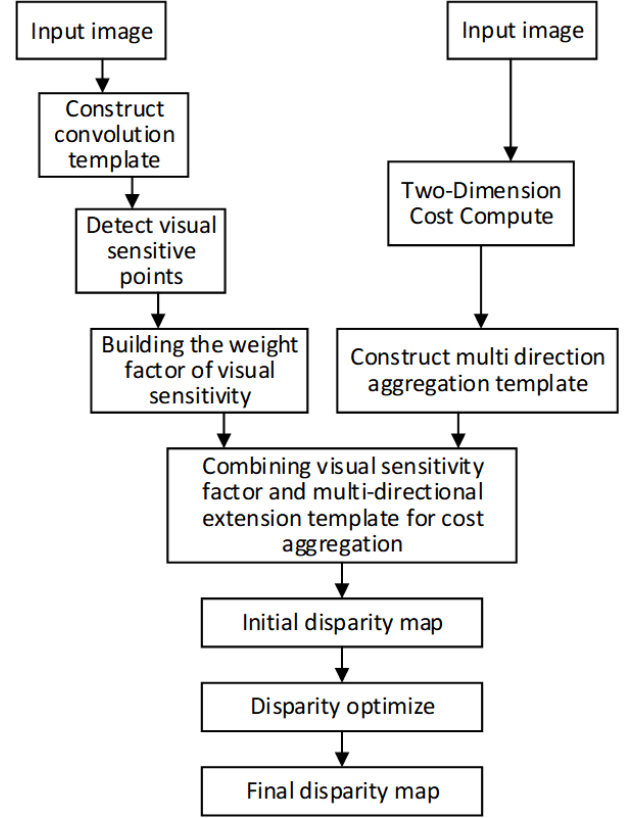 Input image
Input image
Construct
convolution
template
Two-Dimension
Cost Compute
Detect visual
sensitive
points
Building the weight
factor of visual
sensitivity
Construct multi direction
aggregation template
Combining visual sensitivity
factor and multi-directional
extension template for cost
aggregation
Initial disparity map
Disparity optimize
Final disparity map